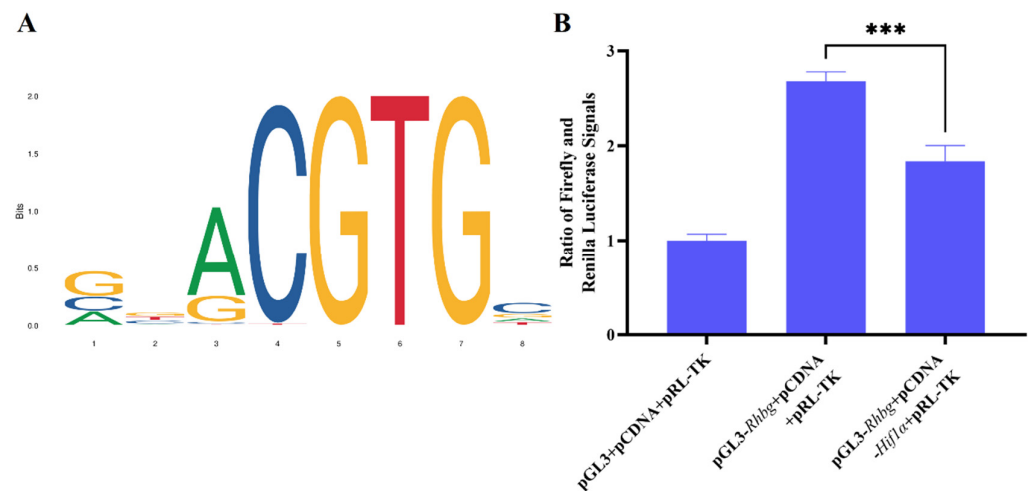 A
2.0
1.5
1.0
0.5
0.0
Bits
G
C
A
G
T
C
A
G
C
G
T
G
C
G
A
T
1 2 3 4 5 6 7 8
B
***
Ratio of Firefly and
Renilla Luciferase Signals
3
2
1
0
pGL3+pCDNA+pRL-TK
pGL3-Rhbg+pCDNA
+pRL-TK
pGL3-Rhbg+pCDNA
-Hif1α+pRL-TK